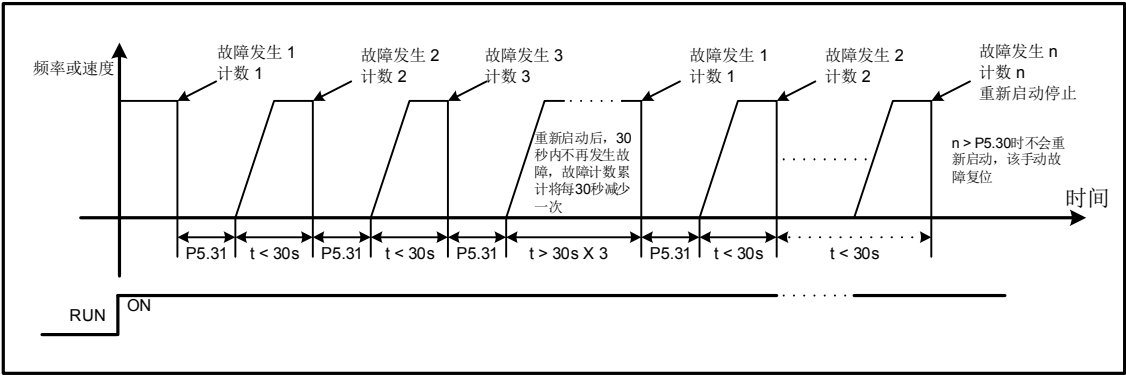 频率或速度
故障发生 1
计数 1
故障发生 2
计数 2
故障发生 3
计数 3
故障发生 1
计数 1
故障发生 2
计数 2
故障发生 n
计数 n
重新启动停止
重新启动后，30
秒内不再发生故
障，故障计数累
计将每30秒减少
一次
n > P5.30时不会重
新启动，该手动故
障复位
时间
P5.31
t < 30s
P5.31
t < 30s
P5.31
t > 30s X 3
P5.31
t < 30s
t < 30s
RUN
ON